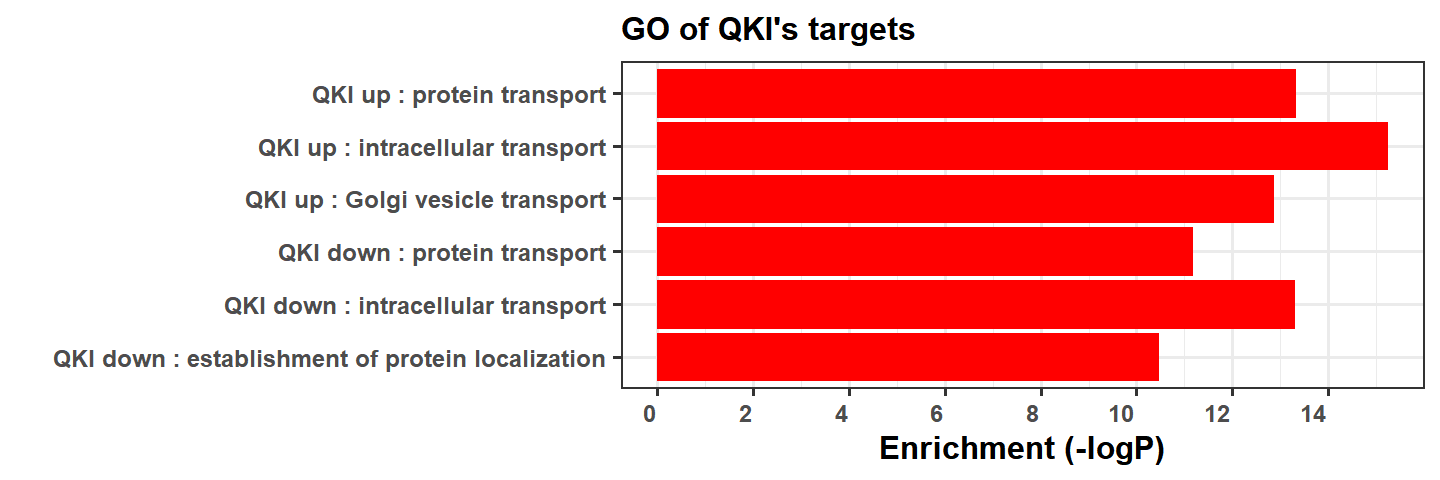 GO of QKI's targets
QKI up : protein transport
QKI up : intracellular transport
QKI up : Golgi vesicle transport
QKI down : protein transport
QKI down : intracellular transport
QKI down : establishment of protein localization
0 2 4 6 8 10 12 14
Enrichment (-logP)